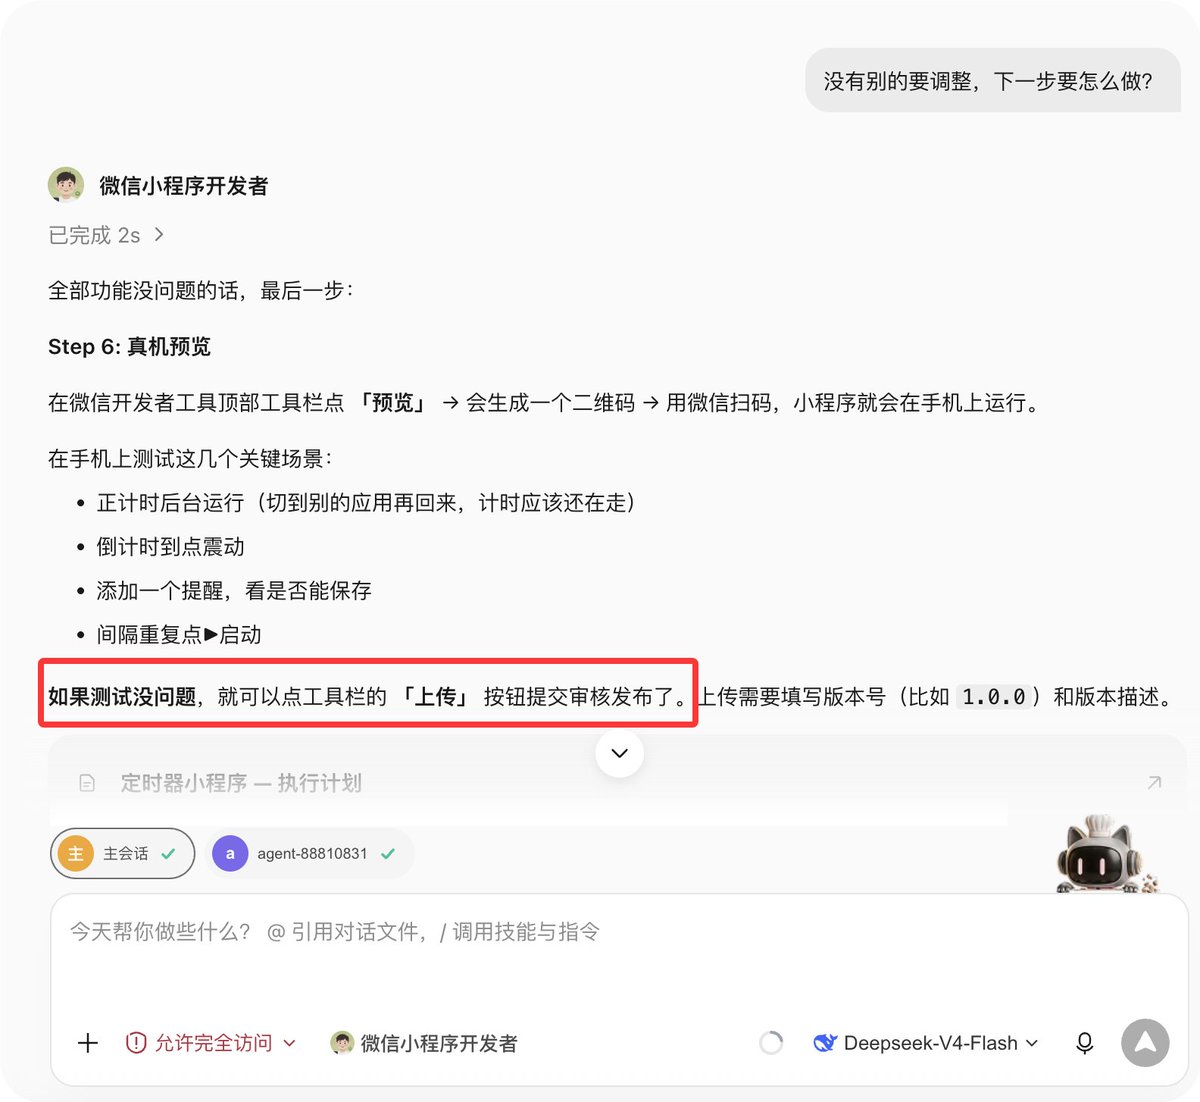 没有别的要调整，下一步要怎么做？
微信小程序开发者
已完成 2s
全部功能没问题的话，最后一步：
Step 6: 真机预览
在微信开发者工具顶部工具栏点「预览」 → 会生成一个二维码 → 用微信扫码，小程序就会在手机上运行。
在手机上测试这几个关键场景：
• 正计时后台运行（切到别的应用再回来，计时应该还在走）
• 倒计时到点震动
• 添加一个提醒，看是否能保存
• 间隔重复点▶启动
如果测试没问题，就可以点工具栏的「上传」按钮提交审核发布了。上传需要填写版本号（比如 1.0.0）和版本描述。
定时器小程序 — 执行计划
主 主会话 a agent-88810831
今天帮你做些什么？ @ 引用对话文件，/ 调用技能与指令
允许完全访问 微信小程序开发者 Deepseek-V4-Flash